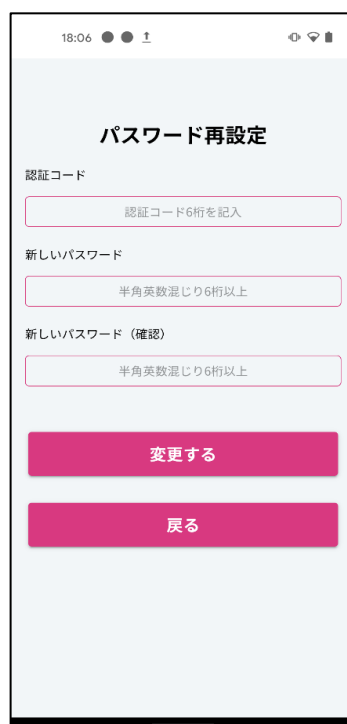 18:06
パスワード再設定
認証コード
認証コード6桁を記入
新しいパスワード
半角英数混じり6桁以上
新しいパスワード（確認）
半角英数混じり6桁以上
変更する
戻る